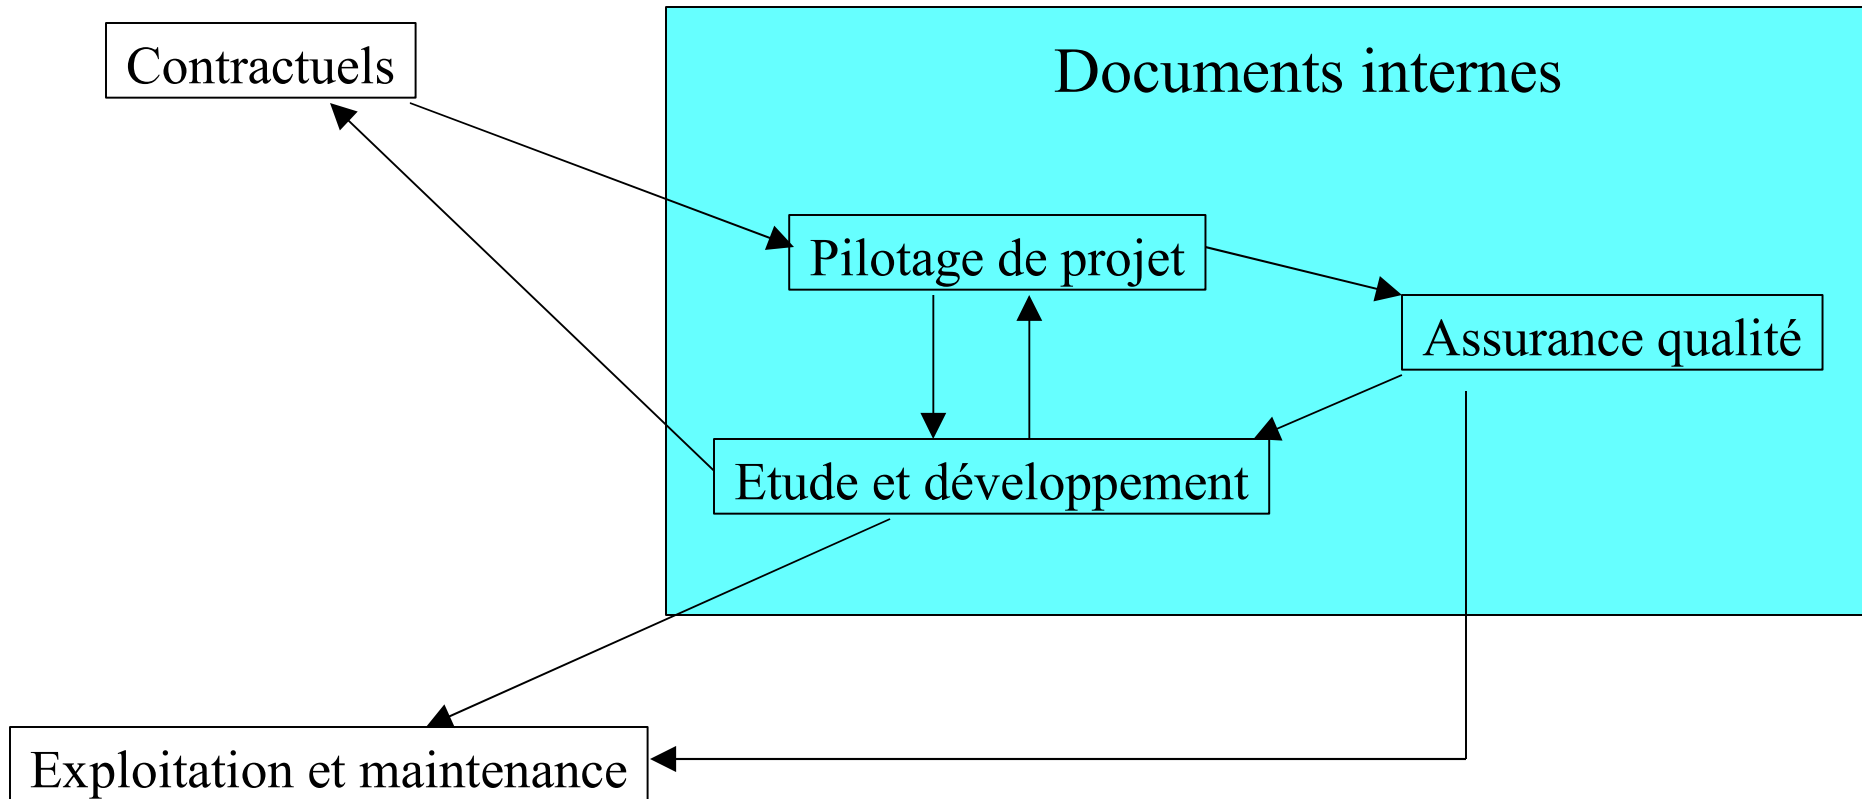 Contractuels
Documents internes
Pilotage de projet
Assurance qualité
Etude et développement
Exploitation et maintenance